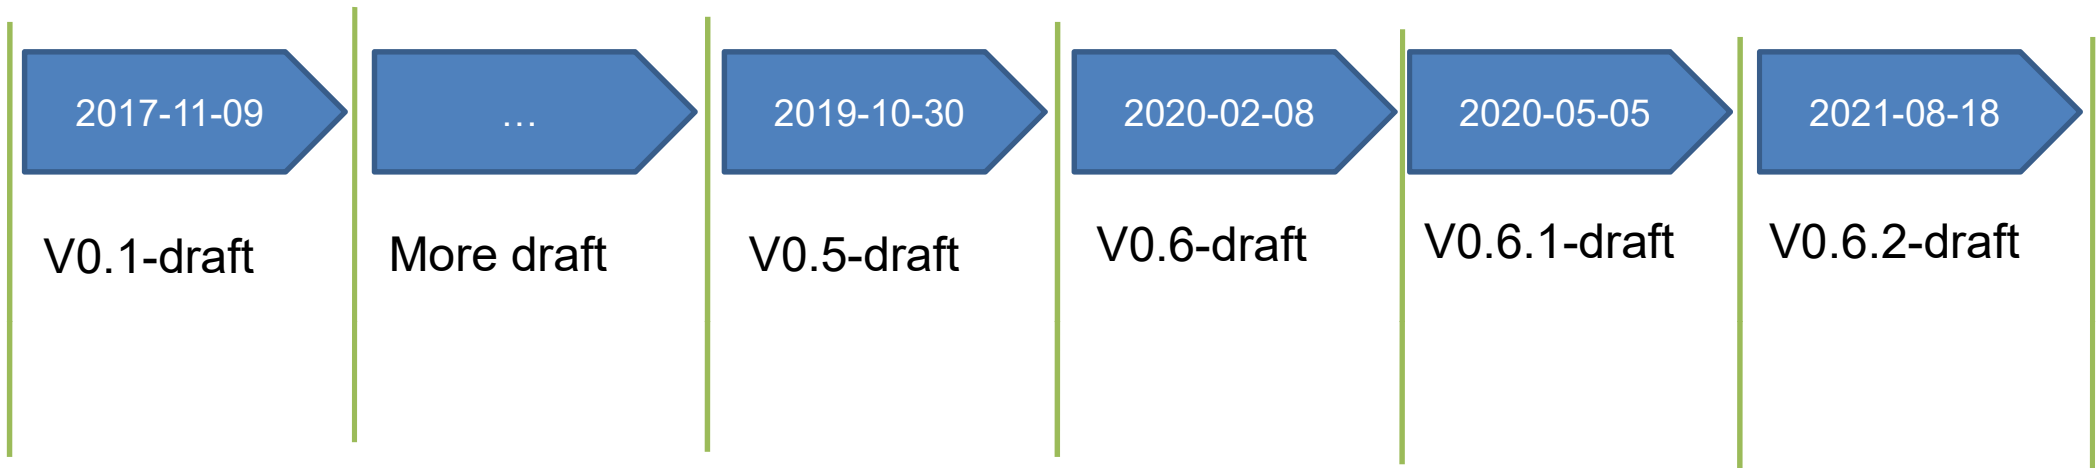 2017-11-09
…
2019-10-30
2020-02-08
2020-05-05
2021-08-18
V0.1-draft
More draft
V0.5-draft
V0.6-draft
V0.6.1-draft
V0.6.2-draft